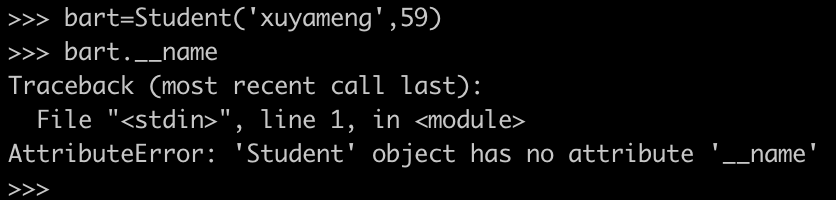 >>> bart=Student('xuyameng',59)
>>> bart.__name
Traceback (most recent call last):
  File "<stdin>", line 1, in <module>
AttributeError: 'Student' object has no attribute '__name'
>>>